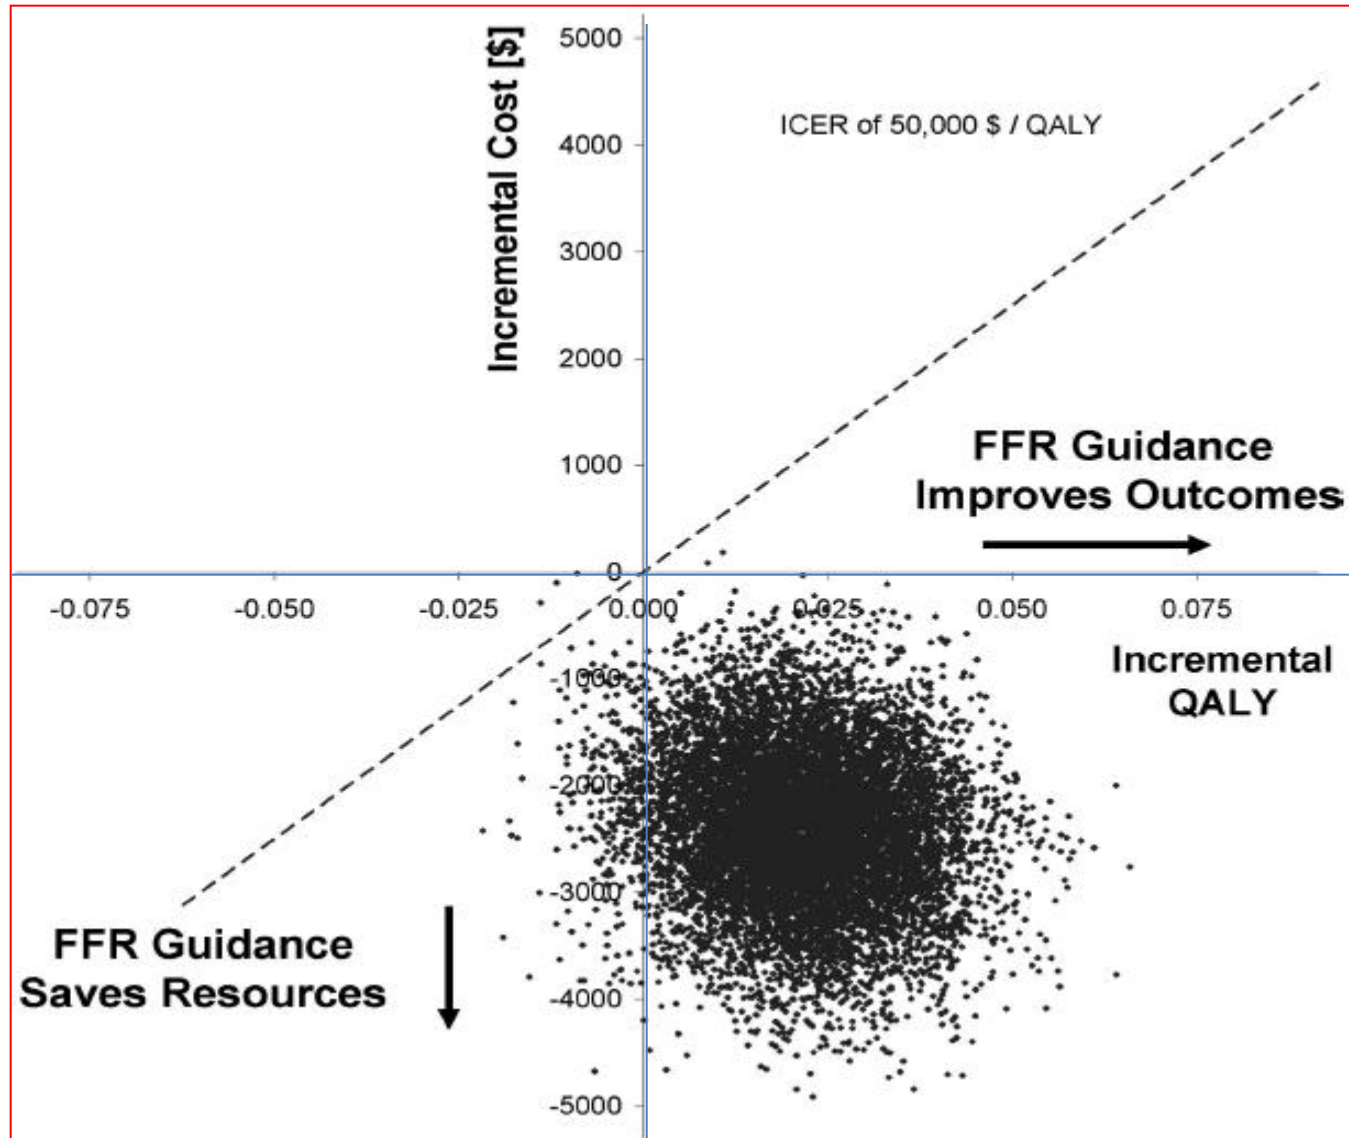 Incremental Cost [$]
5000
ICER of 50,000 $ / QALY
4000
3000
2000
1000
FFR Guidance
Improves Outcomes
0
-0.075
-0.050
-0.025
0.000
0.025
0.050
0.075
Incremental
QALY
-1000
-2000
-3000
FFR Guidance
Saves Resources
-4000
-5000